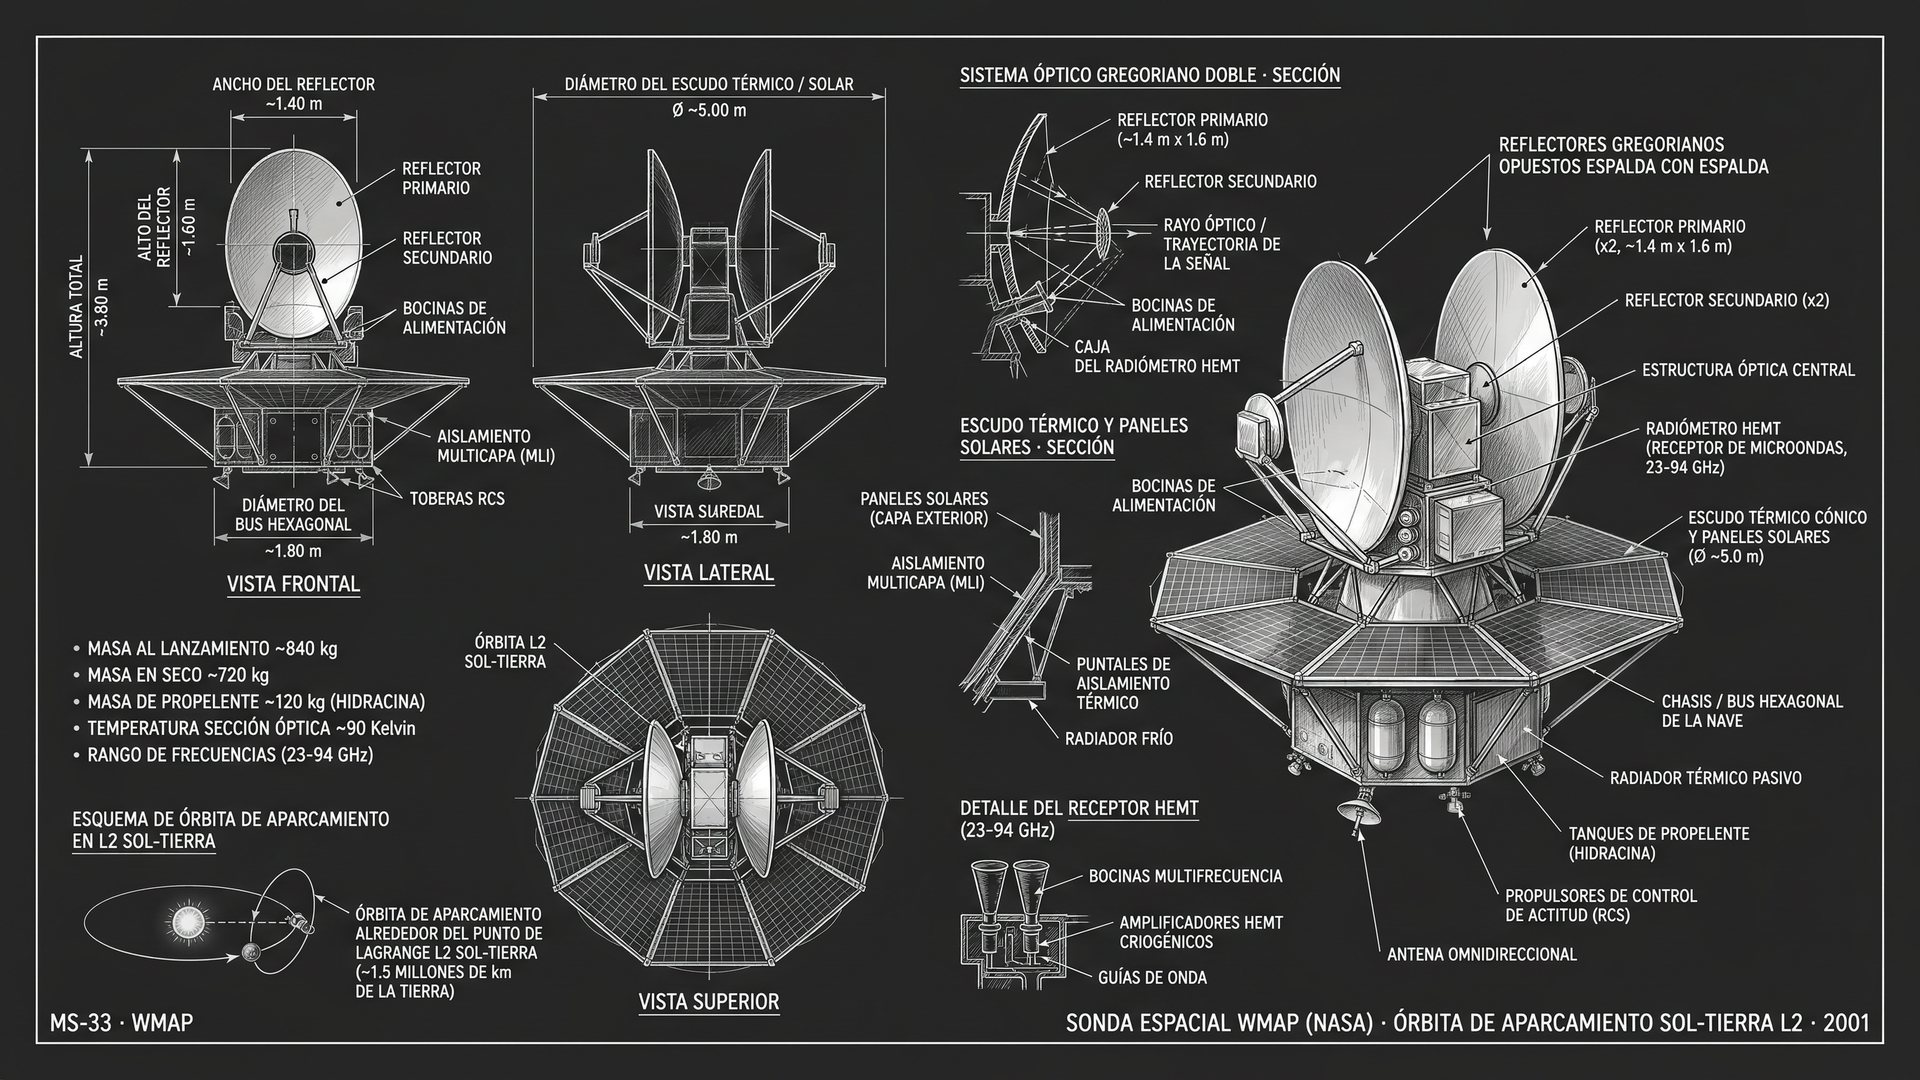 ANCHO DEL REFLECTOR
~1.40 m
ALTO DEL
REFLECTOR
~1.60 m
ALTURA TOTAL
~3.80 m
REFLECTOR
PRIMARIO
REFLECTOR
SECUNDARIO
BOCINAS DE
ALIMENTACIÓN
AISLAMIENTO
MULTICAPA (MLI)
TOBERAS RCS
DIÁMETRO DEL
BUS HEXAGONAL
~1.80 m
VISTA FRONTAL
DIÁMETRO DEL ESCUDO TÉRMICO / SOLAR
Ø ~5.00 m
VISTA SUREDAL
~1.80 m
VISTA LATERAL
• MASA AL LANZAMIENTO ~840 kg
• MASA EN SECO ~720 kg
• MASA DE PROPELENTE ~120 kg (HIDRACINA)
• TEMPERATURA SECCIÓN ÓPTICA ~90 Kelvin
• RANGO DE FRECUENCIAS (23-94 GHz)
ESQUEMA DE ÓRBITA DE APARCAMIENTO
EN L2 SOL-TIERRA
ÓRBITA DE APARCAMIENTO
ALREDEDOR DEL PUNTO DE
LAGRANGE L2 SOL-TIERRA
(~1.5 MILLONES DE km
DE LA TIERRA)
ÓRBITA L2
SOL-TIERRA
VISTA SUPERIOR
SISTEMA ÓPTICO GREGORIANO DOBLE · SECCIÓN
REFLECTOR PRIMARIO
(~1.4 m x 1.6 m)
REFLECTOR SECUNDARIO
RAYO ÓPTICO /
TRAYECTORIA DE
LA SEÑAL
BOCINAS DE
ALIMENTACIÓN
CAJA
DEL RADIÓMETRO HEMT
ESCUDO TÉRMICO Y PANELES
SOLARES · SECCIÓN
PANELES SOLARES
(CAPA EXTERIOR)
AISLAMIENTO
MULTICAPA (MLI)
PUNTALES DE
AISLAMIENTO
TÉRMICO
RADIADOR FRÍO
DETALLE DEL RECEPTOR HEMT
(23-94 GHz)
BOCINAS MULTIFRECUENCIA
AMPLIFICADORES HEMT
CRIOGÉNICOS
GUÍAS DE ONDA
REFLECTORES GREGORIANOS
OPUESTOS ESPALDA CON ESPALDA
REFLECTOR PRIMARIO
(x2, ~1.4 m x 1.6 m)
REFLECTOR SECUNDARIO (x2)
ESTRUCTURA ÓPTICA CENTRAL
RADIÓMETRO HEMT
(RECEPTOR DE MICROONDAS,
23-94 GHz)
BOCINAS DE
ALIMENTACIÓN
ESCUDO TÉRMICO CÓNICO
Y PANELES SOLARES
(Ø ~5.0 m)
CHASIS / BUS HEXAGONAL
DE LA NAVE
RADIADOR TÉRMICO PASIVO
TANQUES DE PROPELENTE
(HIDRACINA)
PROPULSORES DE CONTROL
DE ACTITUD (RCS)
ANTENA OMNIDIRECCIONAL
MS-33 · WMAP
SONDA ESPACIAL WMAP (NASA) · ÓRBITA DE APARCAMIENTO SOL-TIERRA L2 · 2001